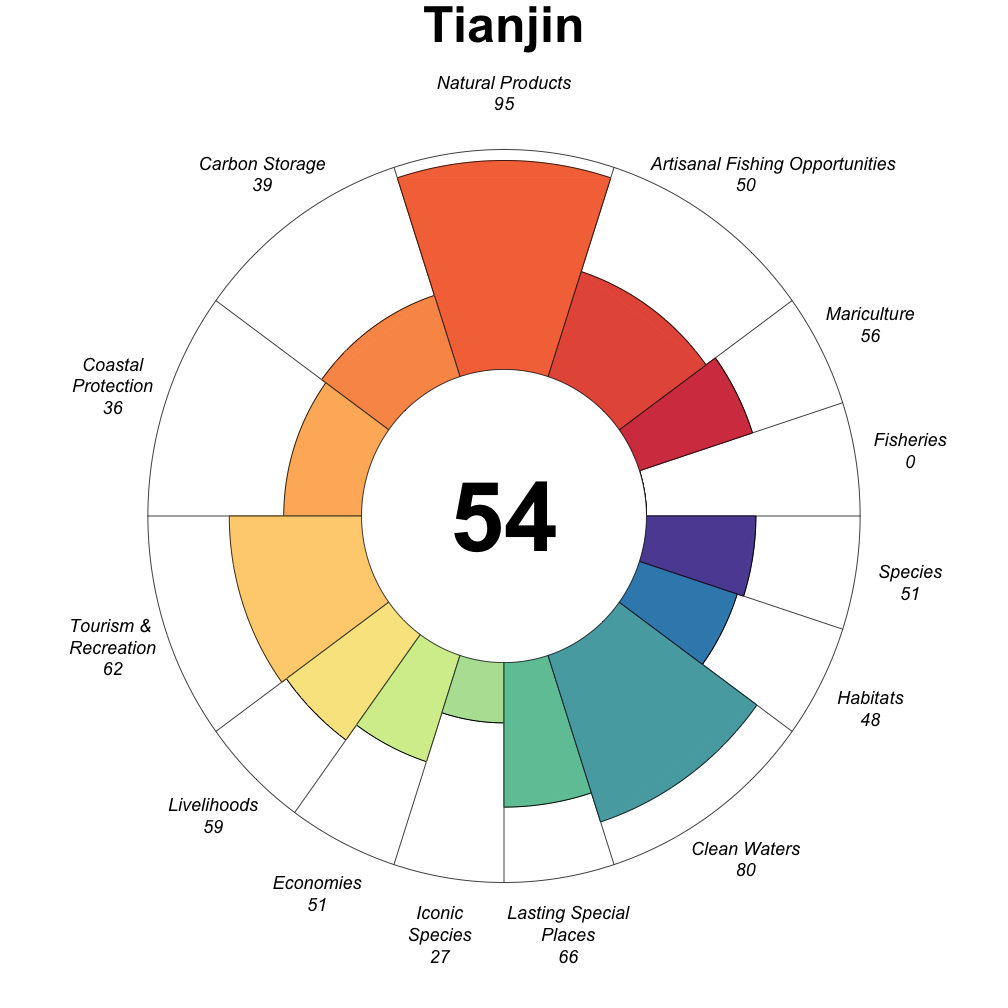 Tianjin
Natural Products
95
Carbon Storage
39
Artisanal Fishing Opportunities
50
Mariculture
56
Coastal
Protection
36
Fisheries
0
54
Species
51
Tourism &
Recreation
62
Habitats
48
Livelihoods
59
Clean Waters
80
Economies
51
Iconic
Species
27
Lasting Special
Places
66